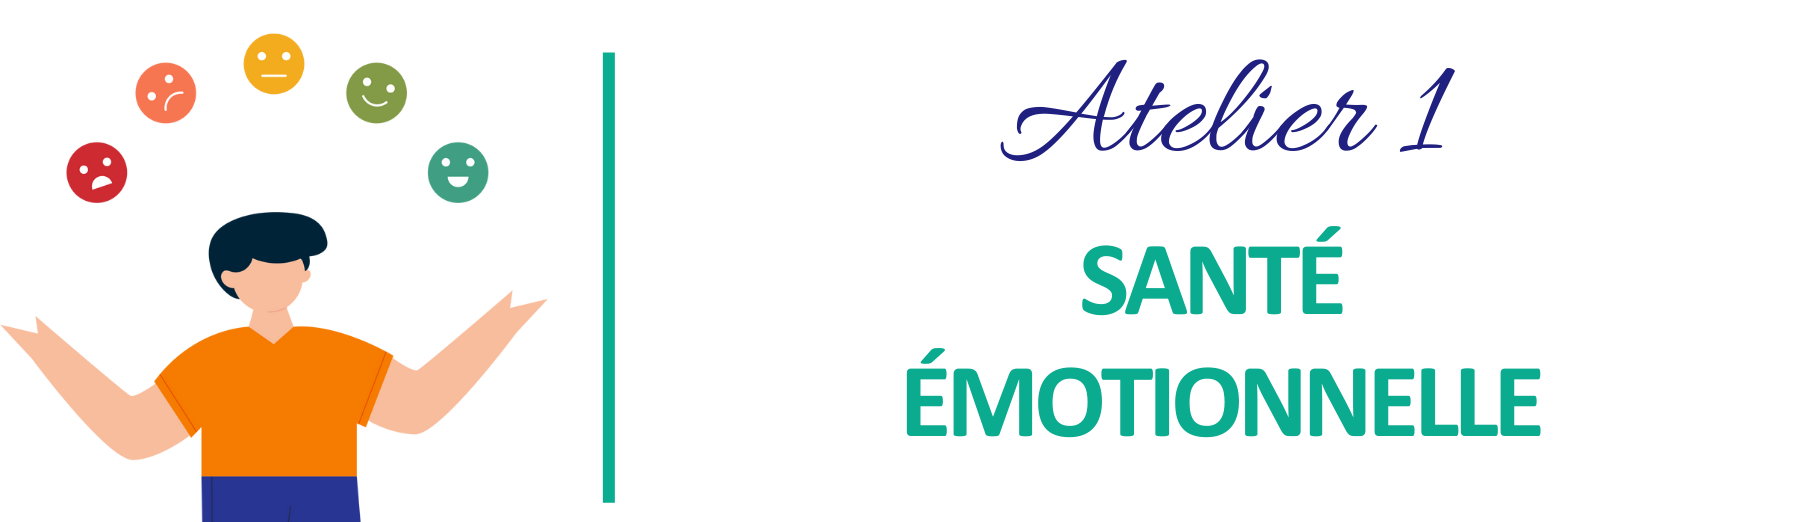 Atelier 1
SANTÉ
ÉMOTIONNELLE